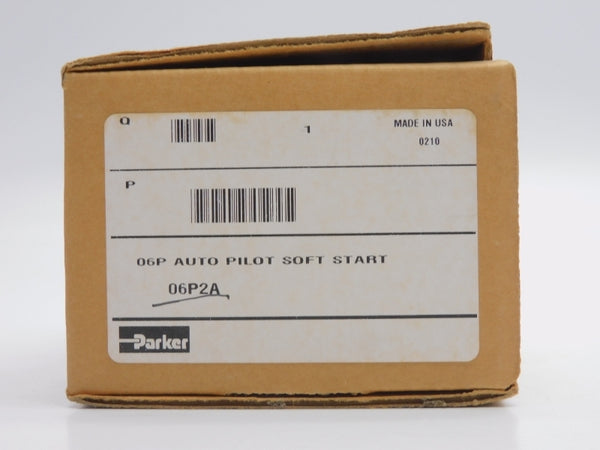 Q 1 MADE IN USA
0210
P
06P AUTO PILOT SOFT START
06P2A
Parker